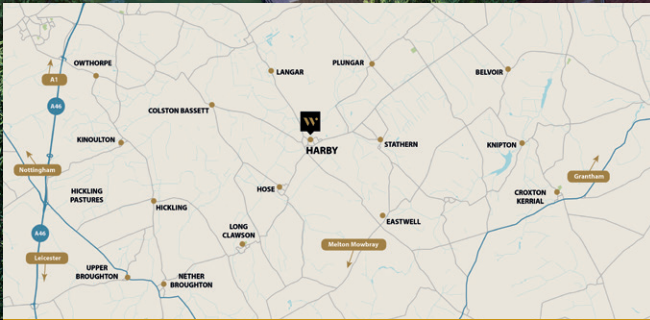 OWTHORPE
A1
A46
LANGAR
PLUNGAR
BELVOIR
COLSTON BASSETT
W
HARBY
KINOULTON
STATHERN
KNIPTON
Nottingham
Grantham
HICKLING
PASTURES
HICKLING
HOSE
CROXTON
KERRIAL
EASTWELL
A46
LONG
CLAWSON
Melton Mowbray
Leicester
UPPER
BROUGHTON
NETHER
BROUGHTON